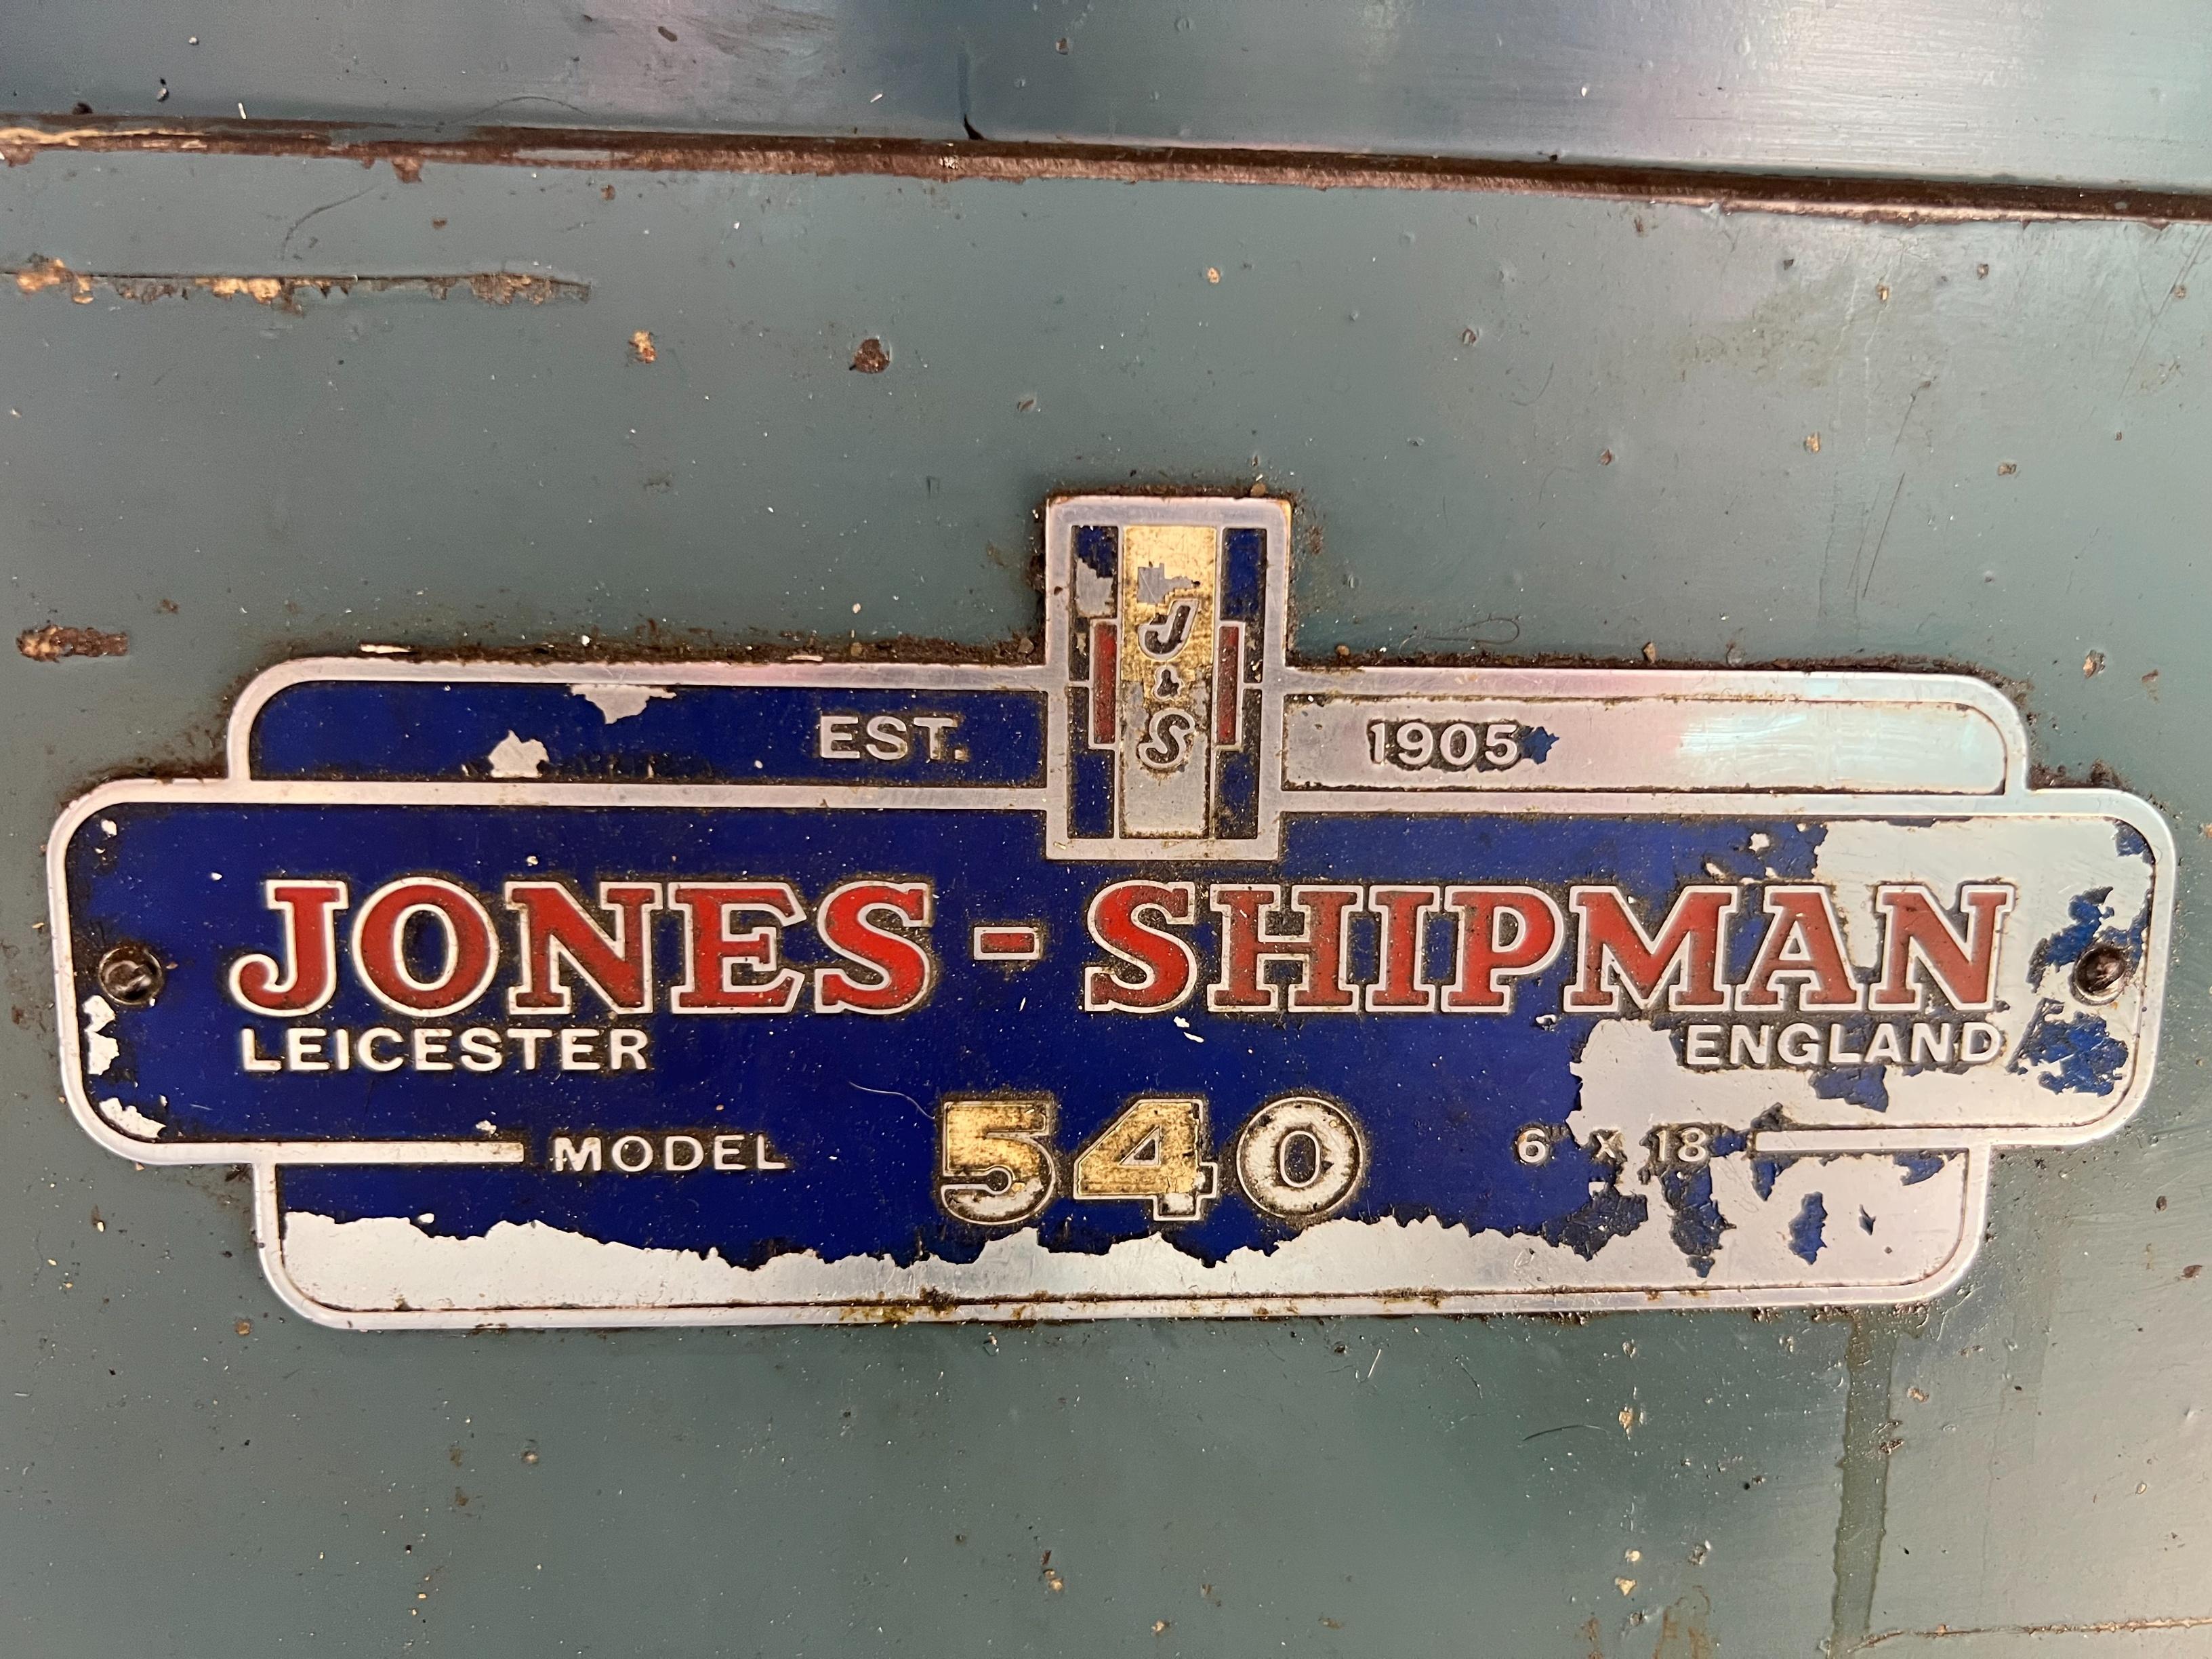 J & S
EST. 1905
JONES - SHIPMAN
LEICESTER ENGLAND
MODEL 540 6" X 18"